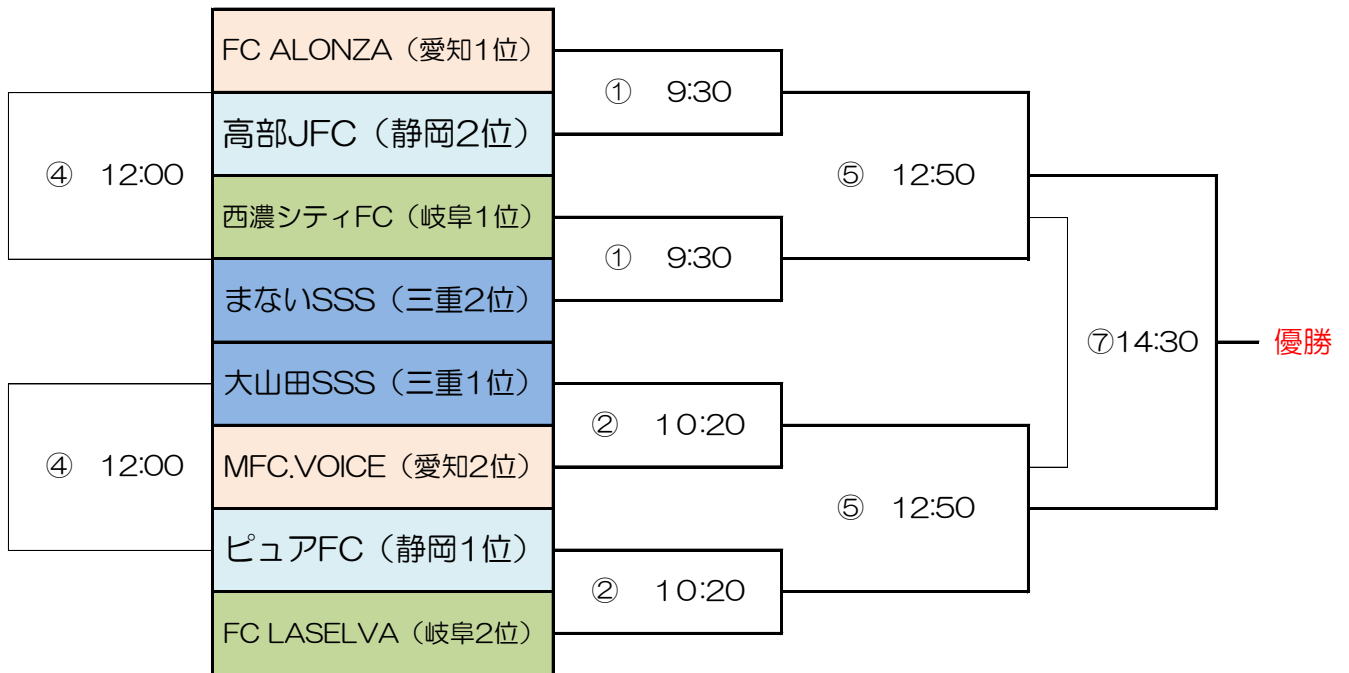 FC ALONZA（愛知1位）
① 9:30
高部JFC（静岡2位）
④ 12:00
⑤ 12:50
西濃シティFC（岐阜1位）
① 9:30
まないSSS（三重2位）
⑦14:30
優勝
大山田SSS（三重1位）
② 10:20
MFC.VOICE（愛知2位）
④ 12:00
⑤ 12:50
ピュアFC（静岡1位）
② 10:20
FC LASELVA（岐阜2位）